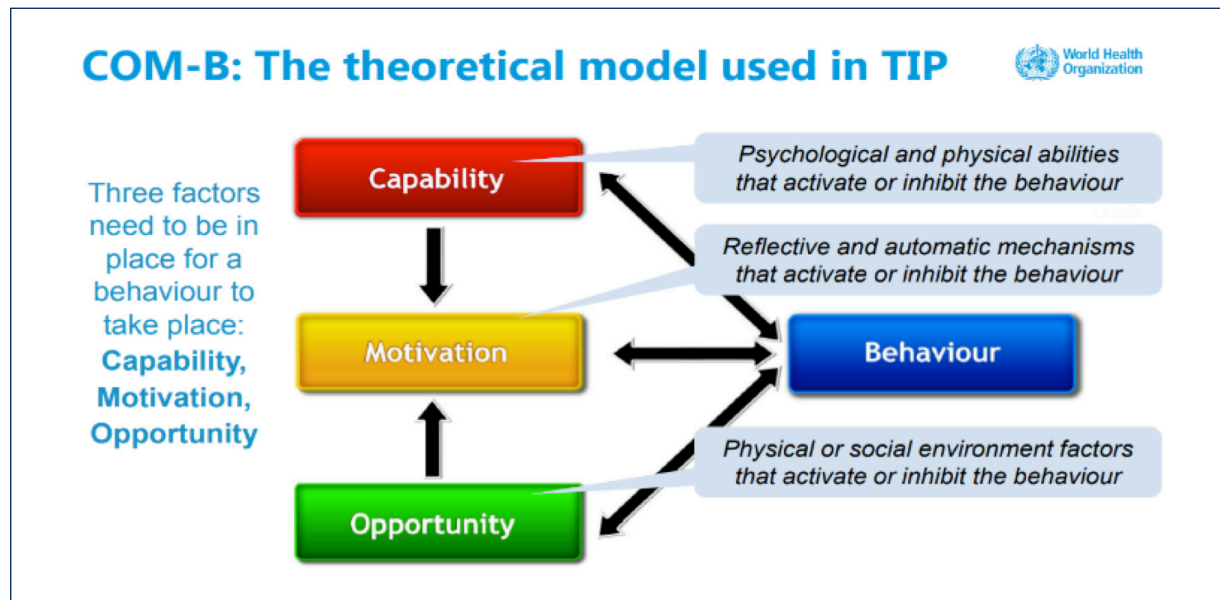 COM-B: The theoretical model used in TIP
World Health
Organization
Three factors
need to be in
place for a
behaviour to
take place:
Capability,
Motivation,
Opportunity
Capability
Psychological and physical abilities
that activate or inhibit the behaviour
Reflective and automatic mechanisms
that activate or inhibit the behaviour
Motivation
Behaviour
Physical or social environment factors
that activate or inhibit the behaviour
Opportunity